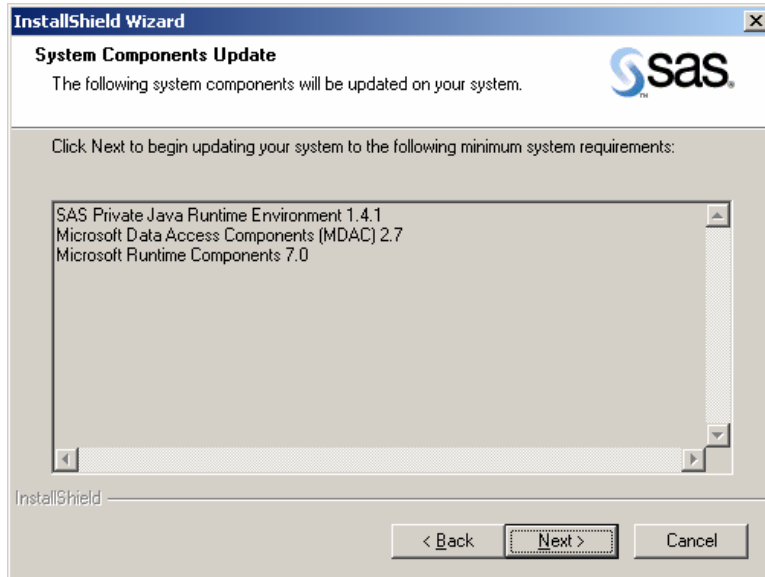 InstallShield Wizard
System Components Update
The following system components will be updated on your system.
sas.
TM
Click Next to begin updating your system to the following minimum system requirements:
SAS Private Java Runtime Environment 1.4.1
Microsoft Data Access Components (MDAC) 2.7
Microsoft Runtime Components 7.0
InstallShield
< Back
Next >
Cancel